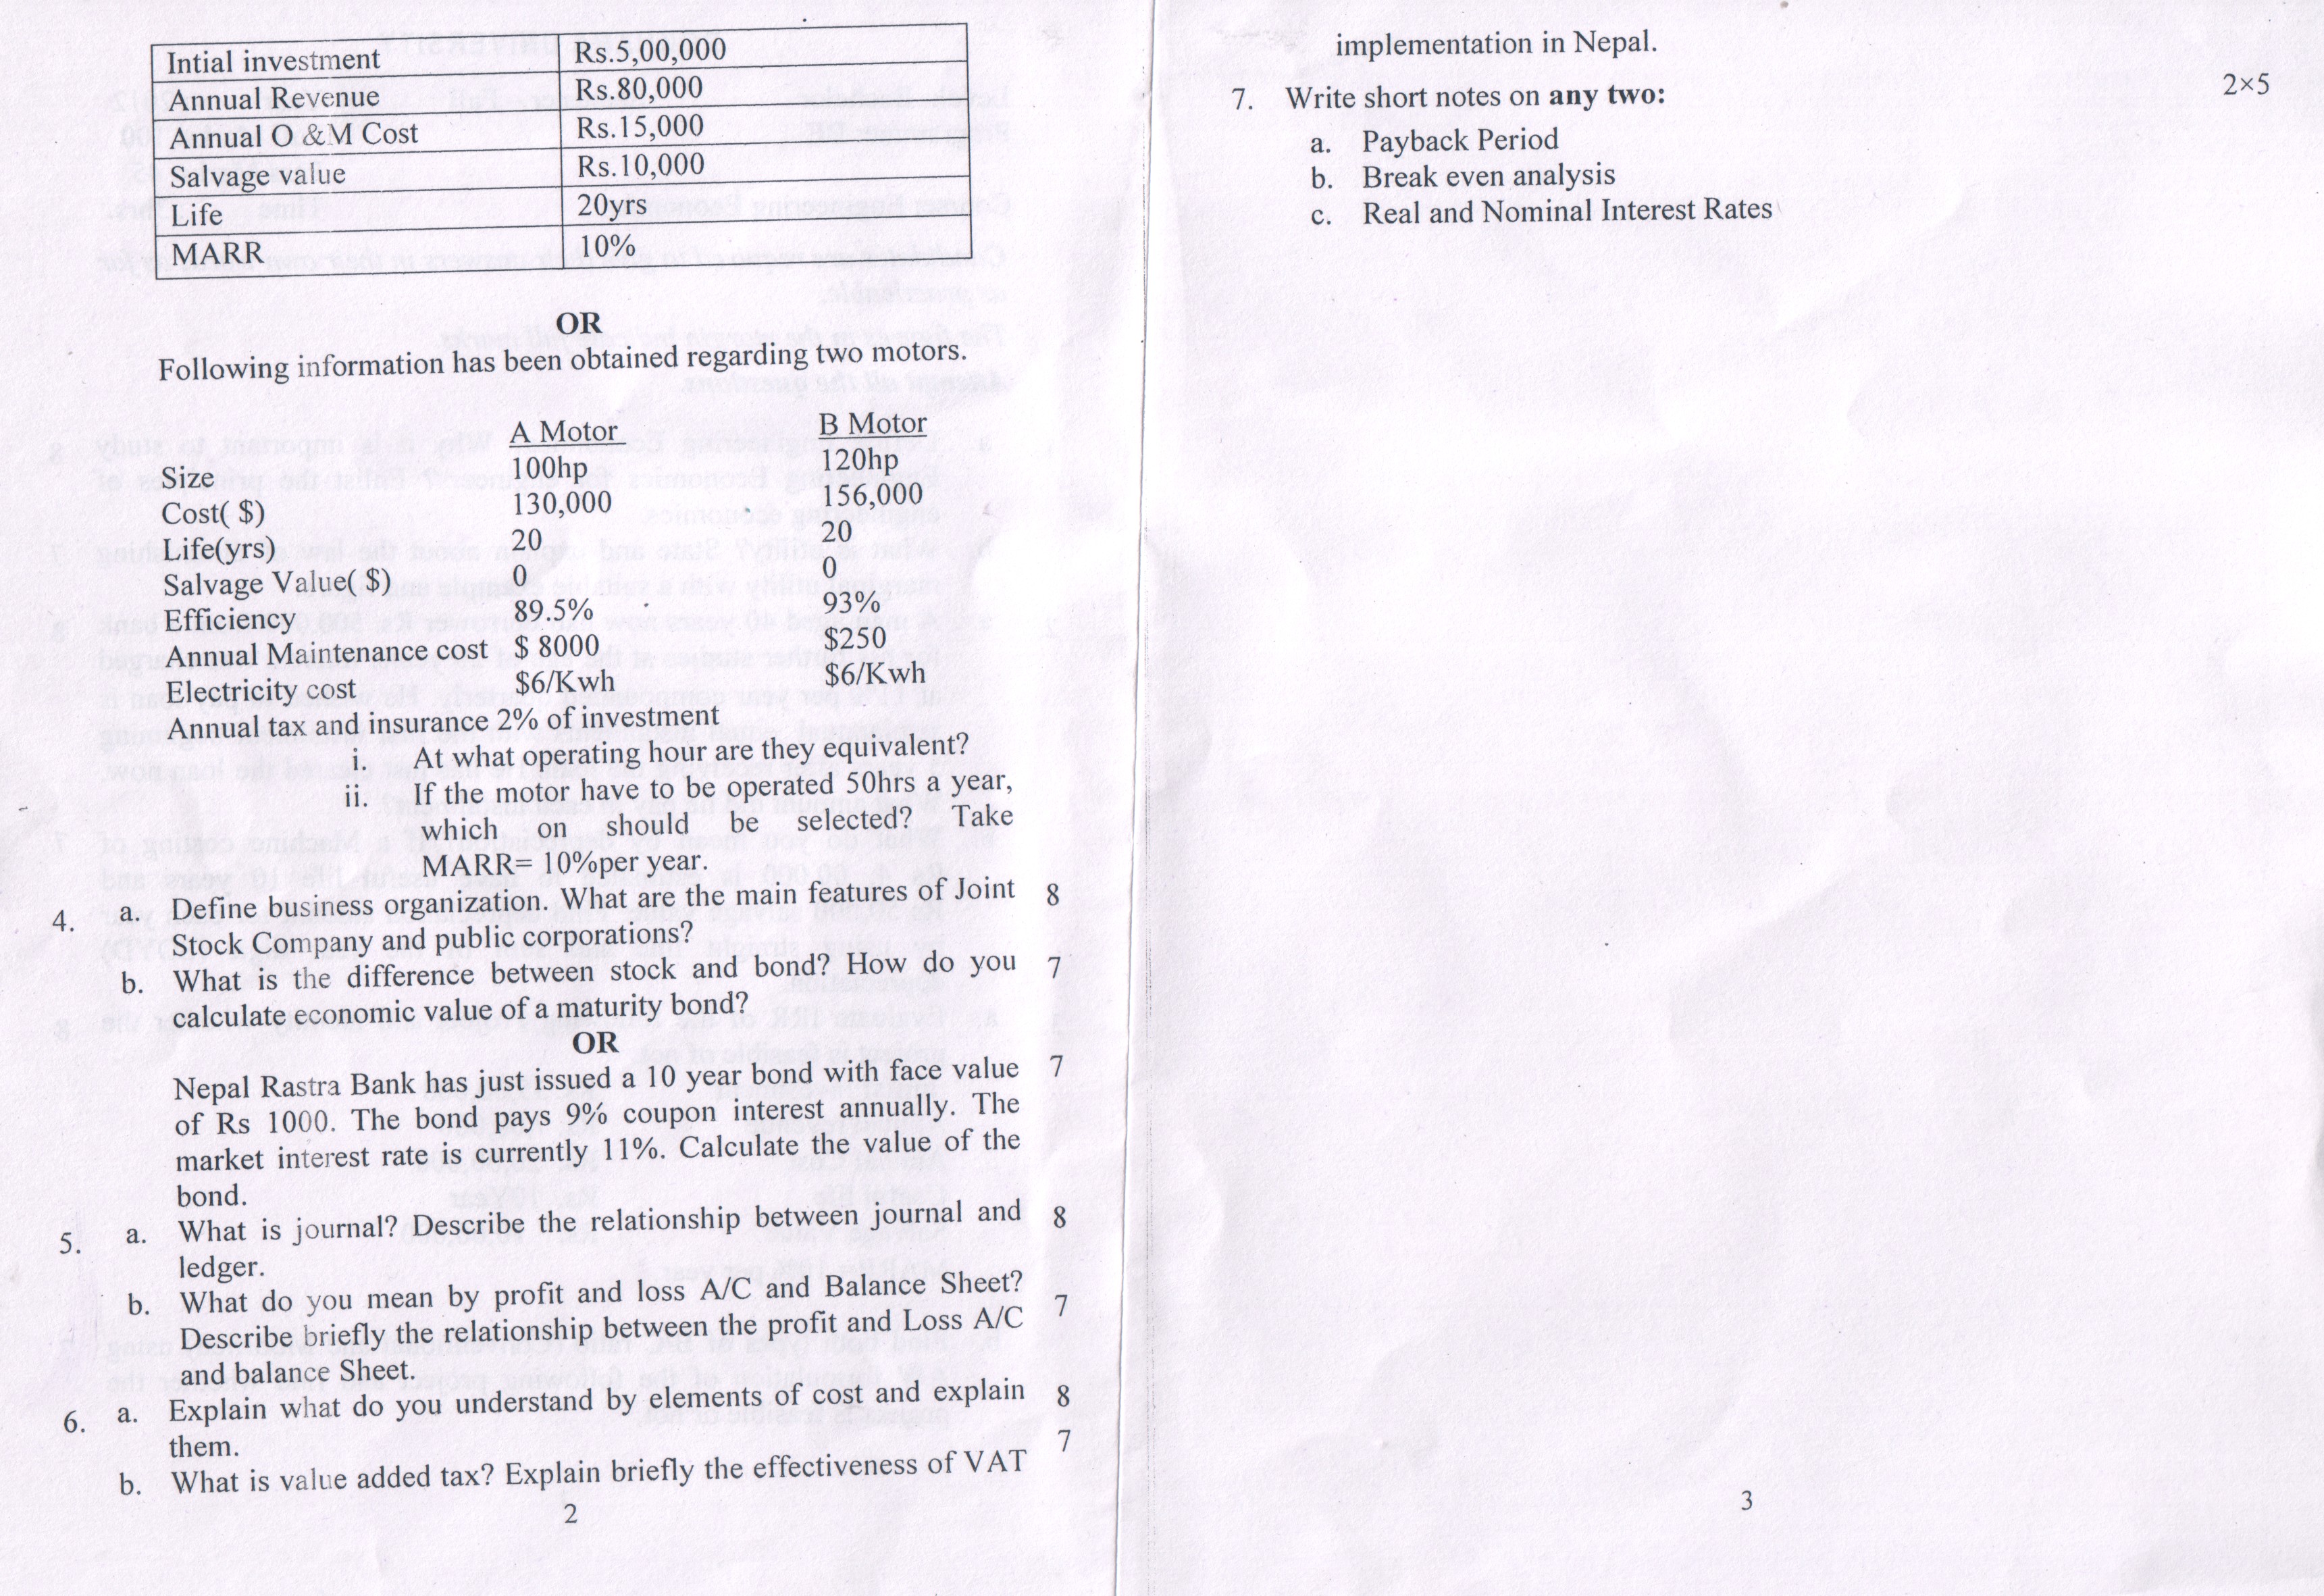 Intial investment Rs.5,00,000
Annual Revenue Rs.80,000
Annual O &M Cost Rs.15,000
Salvage value Rs.10,000
Life 20yrs
MARR 10%
OR
Following information has been obtained regarding two motors.
A Motor B Motor
Size 100hp 120hp
Cost( $) 130,000 156,000
Life(yrs) 20 20
Salvage Value( $) 0 0
Efficiency 89.5% 93%
Annual Maintenance cost $ 8000 $250
Electricity cost $6/Kwh $6/Kwh
Annual tax and insurance 2% of investment
i. At what operating hour are they equivalent?
ii. If the motor have to be operated 50hrs a year,
which on should be selected? Take
MARR= 10%per year.
4. a. Define business organization. What are the main features of Joint 8
Stock Company and public corporations?
b. What is the difference between stock and bond? How do you 7
calculate economic value of a maturity bond?
OR
Nepal Rastra Bank has just issued a 10 year bond with face value 7
of Rs 1000. The bond pays 9% coupon interest annually. The
market interest rate is currently 11%. Calculate the value of the
bond.
5. a. What is journal? Describe the relationship between journal and 8
ledger.
b. What do you mean by profit and loss A/C and Balance Sheet? 7
Describe briefly the relationship between the profit and Loss A/C
and balance Sheet.
6. a. Explain what do you understand by elements of cost and explain 8
them.
b. What is value added tax? Explain briefly the effectiveness of VAT 7
2
implementation in Nepal.
7. Write short notes on any two: 2×5
a. Payback Period
b. Break even analysis
c. Real and Nominal Interest Rates
3